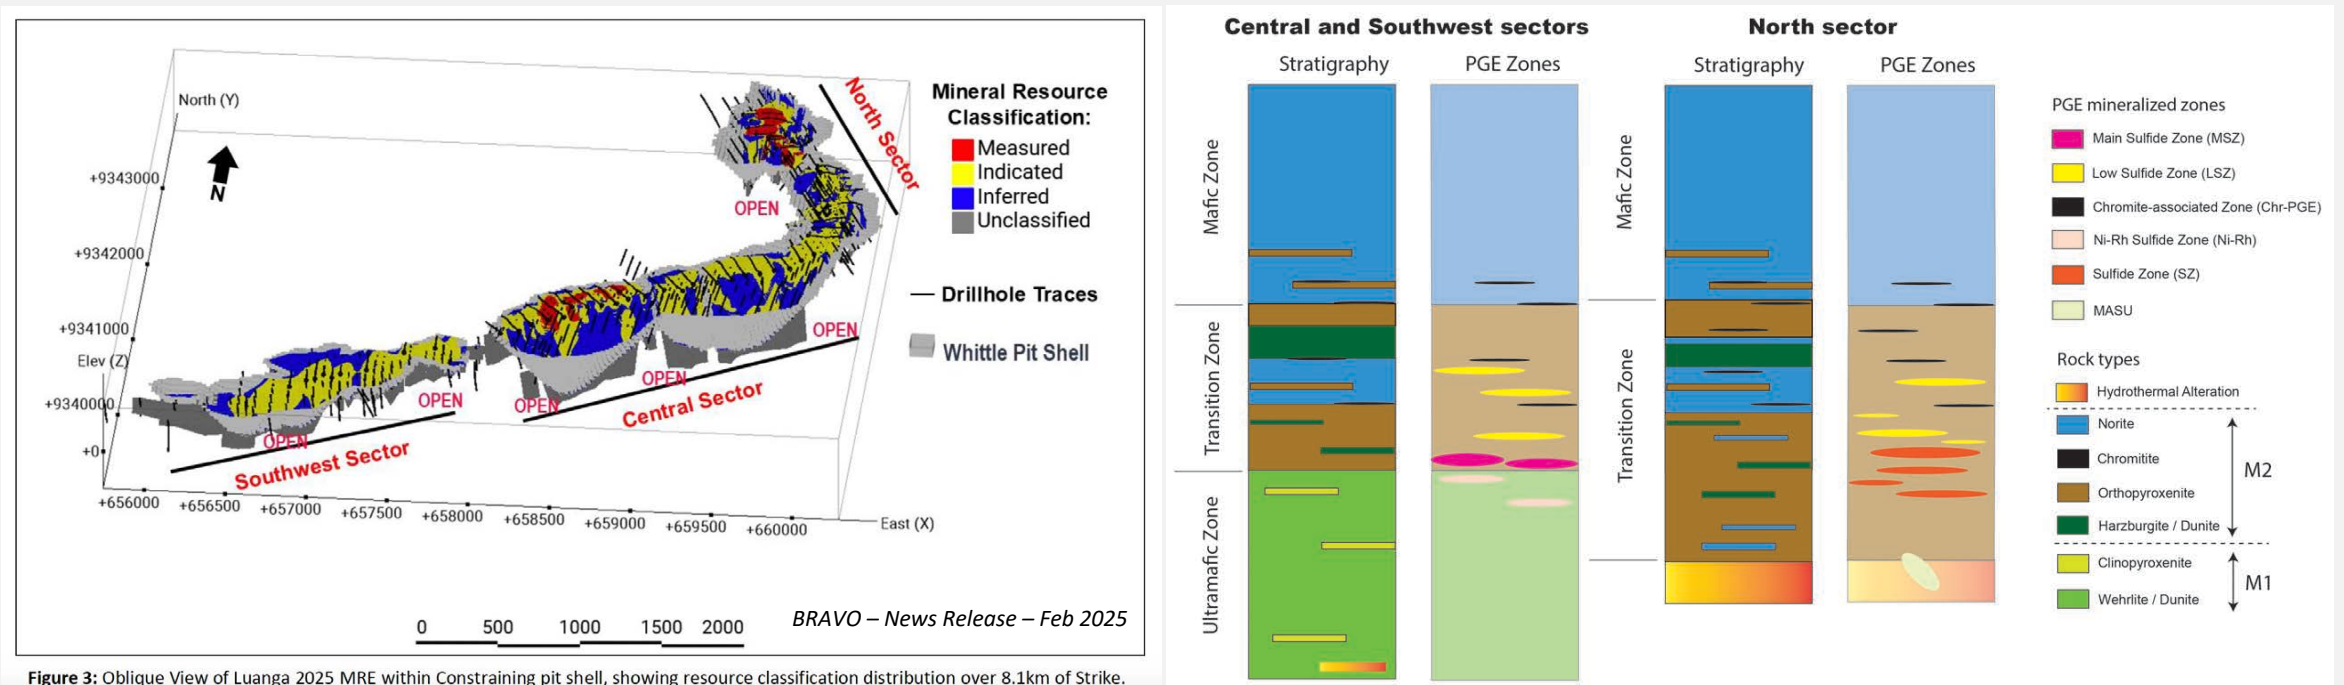 North (Y)
N
+9343000
+9342000
+9341000
Elev (Z)
+9340000
+0
+656000
+656500
+657000
+657500
+658000
+658500
+659000
+659500
+660000
East (X)
North Sector
OPEN
OPEN
OPEN
OPEN
OPEN
OPEN
Central Sector
Southwest Sector
Mineral Resource
Classification:
Measured
Indicated
Inferred
Unclassified
Drillhole Traces
Whittle Pit Shell
0 500 1000 1500 2000
BRAVO – News Release – Feb 2025
Figure 3: Oblique View of Luanga 2025 MRE within Constraining pit shell, showing resource classification distribution over 8.1km of Strike.
Central and Southwest sectors
Stratigraphy
PGE Zones
Mafic Zone
Transition Zone
Ultramafic Zone
North sector
Stratigraphy
PGE Zones
Mafic Zone
Transition Zone
PGE mineralized zones
Main Sulfide Zone (MSZ)
Low Sulfide Zone (LSZ)
Chromite-associated Zone (Chr-PGE)
Ni-Rh Sulfide Zone (Ni-Rh)
Sulfide Zone (SZ)
MASU
Rock types
Hydrothermal Alteration
Norite
Chromitite
Orthopyroxenite
Harzburgite / Dunite
M2
Clinopyroxenite
Wehrlite / Dunite
M1